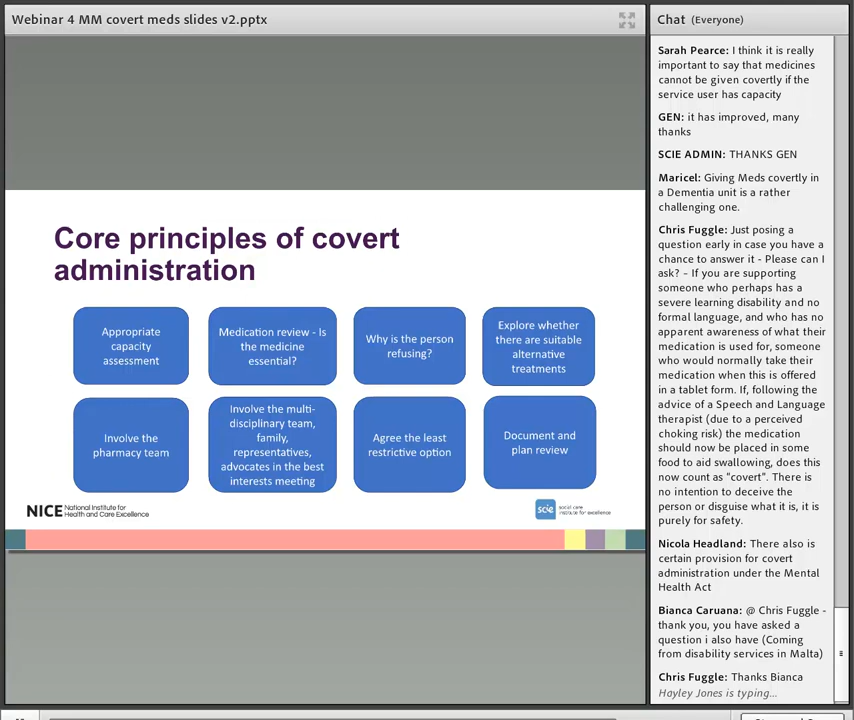 Webinar 4 MM covert meds slides v2.pptx
Core principles of covert
administration
Appropriate
capacity
assessment
Medication review - Is
the medicine
essential?
Why is the person
refusing?
Explore whether
there are suitable
alternative
treatments
Involve the
pharmacy team
Involve the multi-
disciplinary team,
family,
representatives,
advocates in the best
interests meeting
Agree the least
restrictive option
Document and
plan review
NICE National Institute for
Health and Care Excellence
scie social care
institute for excellence
Chat (Everyone)
Sarah Pearce: I think it is really
important to say that medicines
cannot be given covertly if the
service user has capacity
GEN: it has improved, many
thanks
SCIE ADMIN: THANKS GEN
Maricel: Giving Meds covertly in
a Dementia unit is a rather
challenging one.
Chris Fuggle: Just posing a
question early in case you have a
chance to answer it - Please can I
ask? - If you are supporting
someone who perhaps has a
severe learning disability and no
formal language, and who has no
apparent awareness of what their
medication is used for, someone
who would normally take their
medication when this is offered
in a tablet form. If, following the
advice of a Speech and Language
therapist (due to a perceived
choking risk) the medication
should now be placed in some
food to aid swallowing, does this
now count as "covert". There is
no intention to deceive the
person or disguise what it is, it is
purely for safety.
Nicola Headland: There also is
certain provision for covert
administration under the Mental
Health Act
Bianca Caruana: @ Chris Fuggle -
thank you, you have asked a
question i also have (Coming
from disability services in Malta)
Chris Fuggle: Thanks Bianca
Hayley Jones is typing...